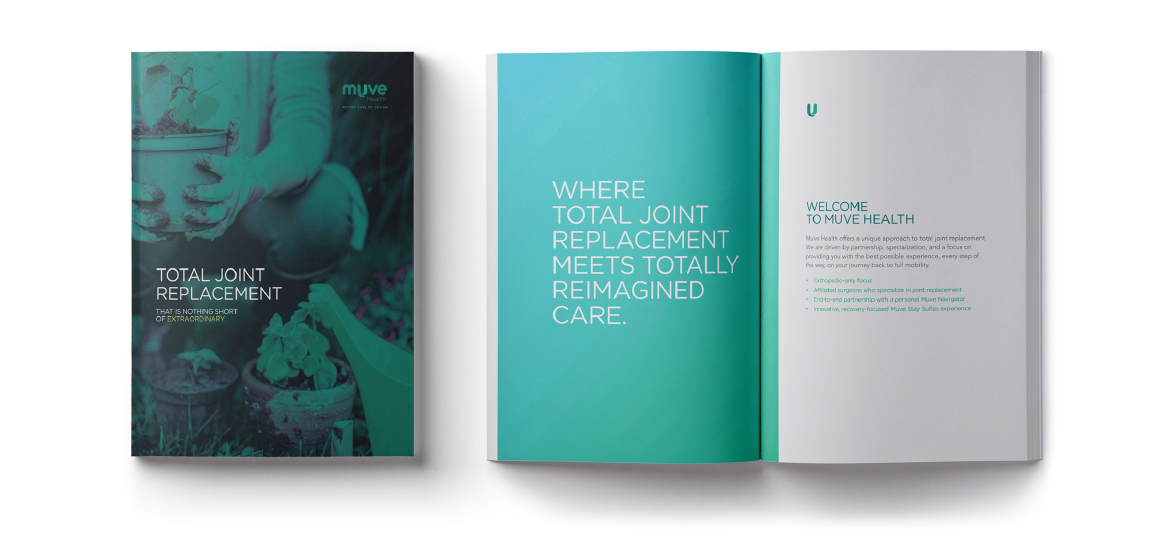 muve
Health
TOTAL JOINT
REPLACEMENT
THAT IS NOTHING SHORT
OF EXTRAORDINARY
WHERE
TOTAL JOINT
REPLACEMENT
MEETS TOTALLY
REIMAGINED
CARE.
WELCOME
TO MUVE HEALTH
Muve Health offers a unique approach to total joint replacement.
We are driven by partnership, specialization, and a focus on
providing you with the best possible experience, every step of
the way, on your journey back to full mobility.
• Orthopedic-only focus
• Affiliated surgeons who specialize in joint replacement
• End-to-end partnership with a personal Muve Navigator
• Innovative, recovery-focused Muve Stay Suites experience